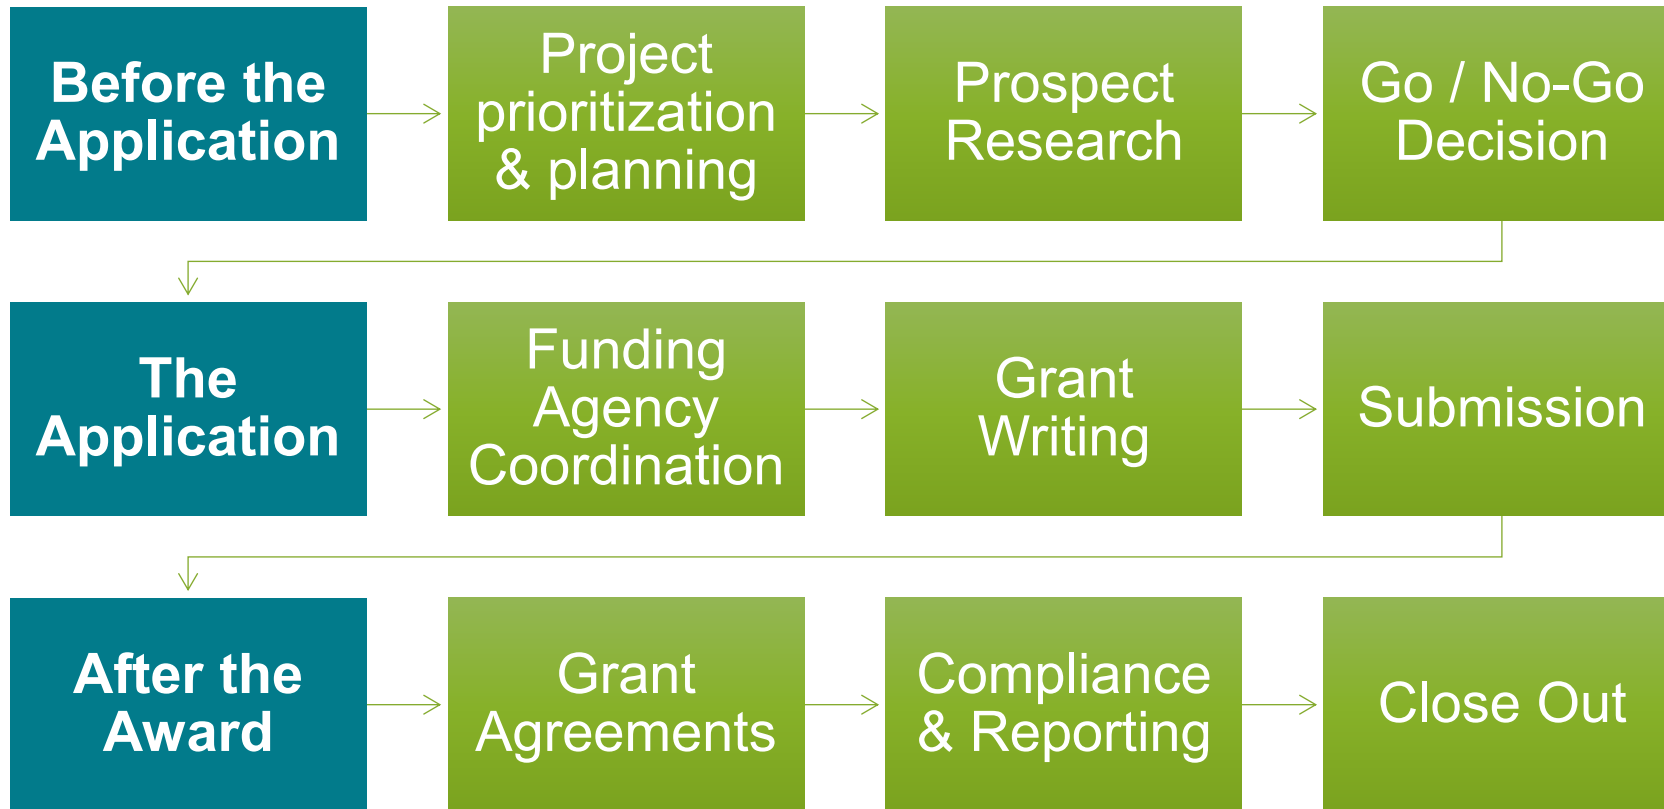 Before the
Application
Project
prioritization
& planning
Prospect
Research
Go / No-Go
Decision
The
Application
Funding
Agency
Coordination
Grant
Writing
Submission
After the
Award
Grant
Agreements
Compliance
& Reporting
Close Out